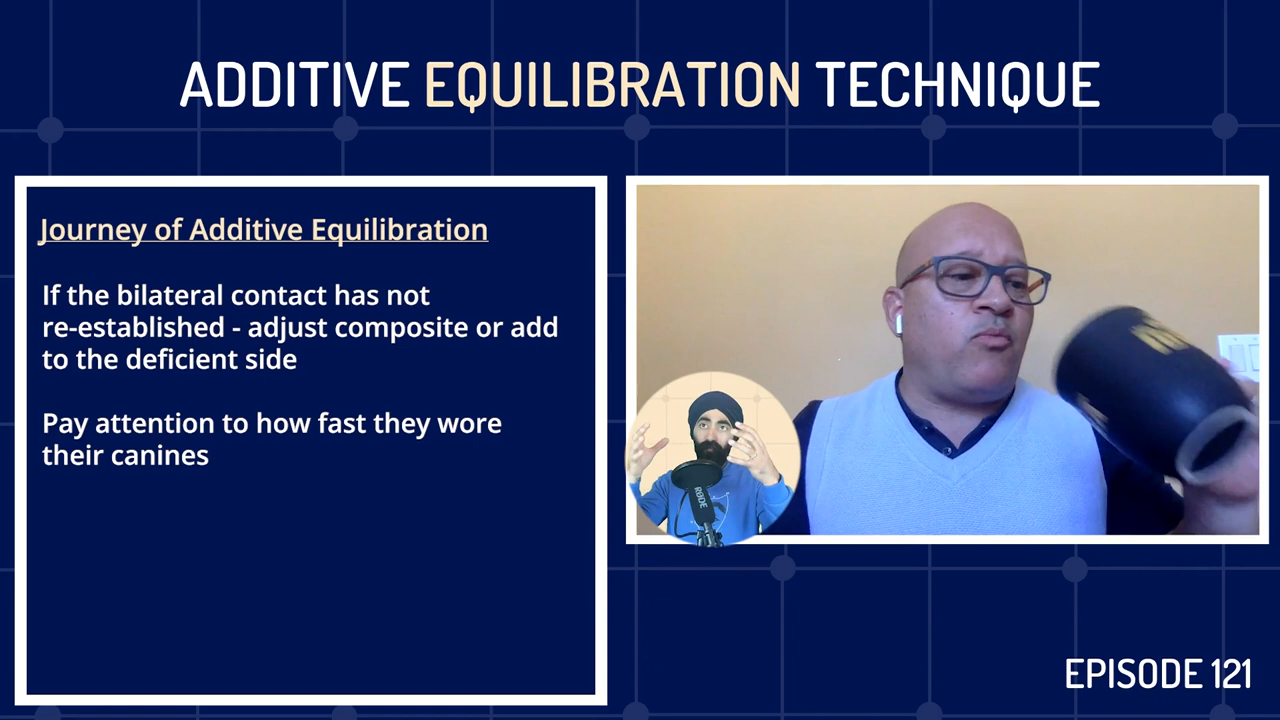 ADDITIVE EQUILIBRATION TECHNIQUE
Journey of Additive Equilibration
If the bilateral contact has not
re-established - adjust composite or add
to the deficient side
Pay attention to how fast they wore
their canines
RØDE
EPISODE 121